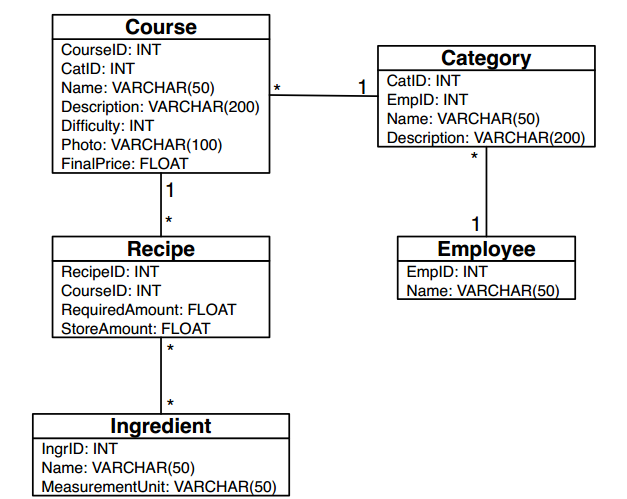 Course
CourseID: INT
CatID: INT
Name: VARCHAR(50)
Description: VARCHAR(200)
Difficulty: INT
Photo: VARCHAR(100)
FinalPrice: FLOAT
* 1
Category
CatID: INT
EmpID: INT
Name: VARCHAR(50)
Description: VARCHAR(200)
1
*
*
1
Recipe
RecipeID: INT
CourseID: INT
RequiredAmount: FLOAT
StoreAmount: FLOAT
Employee
EmpID: INT
Name: VARCHAR(50)
*
*
Ingredient
IngrID: INT
Name: VARCHAR(50)
MeasurementUnit: VARCHAR(50)